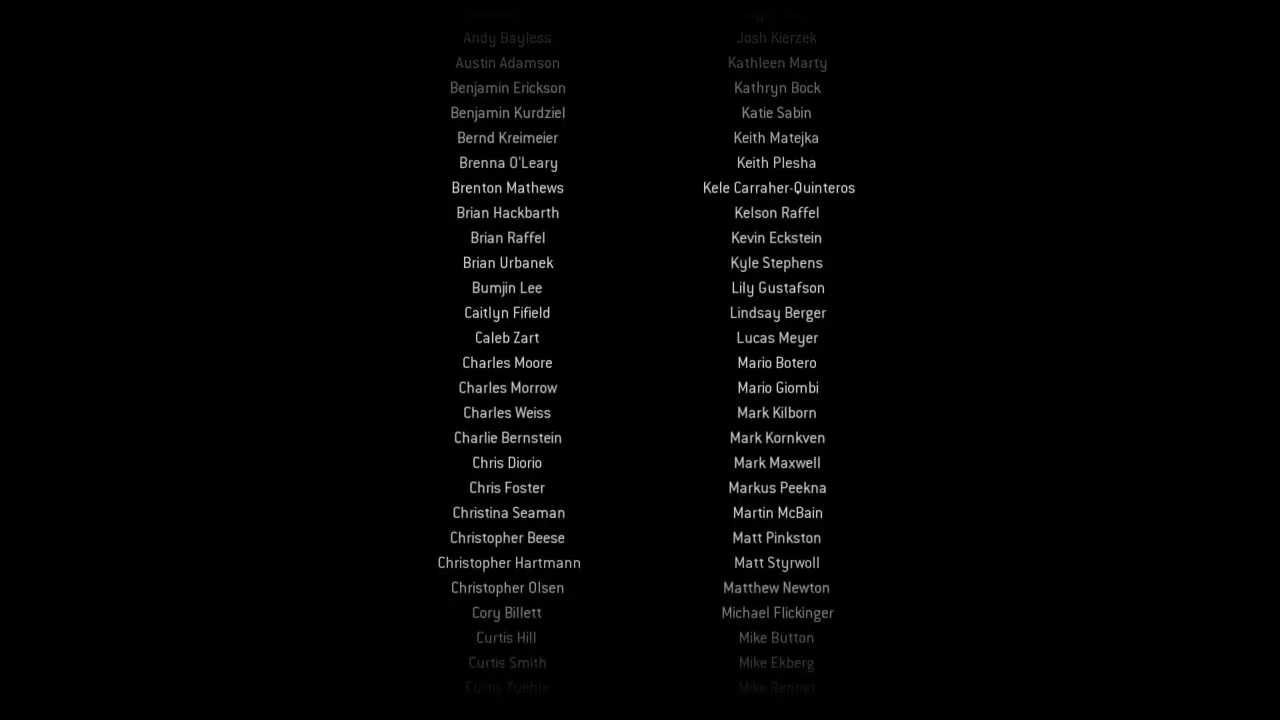 Andy Bayless
Austin Adamson
Benjamin Erickson
Benjamin Kurdziel
Bernd Kreimeier
Brenna O'Leary
Brenton Mathews
Brian Hackbarth
Brian Raffel
Brian Urbanek
Bumjin Lee
Caitlyn Fifield
Caleb Zart
Charles Moore
Charles Morrow
Charles Weiss
Charlie Bernstein
Chris Diorio
Chris Foster
Christina Seaman
Christopher Beese
Christopher Hartmann
Christopher Olsen
Cory Billett
Curtis Hill
Curtis Smith
Curtis Zuehle
Josh Kierzek
Kathleen Marty
Kathryn Bock
Katie Sabin
Keith Matejka
Keith Plesha
Kele Carraher-Quinteros
Kelson Raffel
Kevin Eckstein
Kyle Stephens
Lily Gustafson
Lindsay Berger
Lucas Meyer
Mario Botero
Mario Giombi
Mark Kilborn
Mark Kornkven
Mark Maxwell
Markus Peekna
Martin McBain
Matt Pinkston
Matt Styrwoll
Matthew Newton
Michael Flickinger
Mike Button
Mike Ekberg
Mike Renner